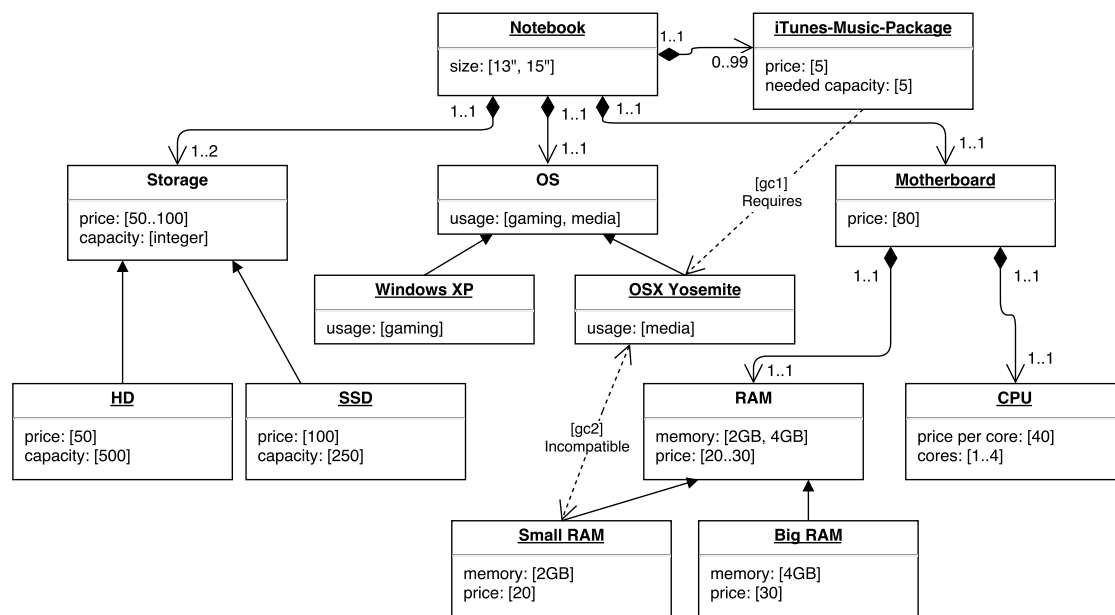 Notebook
size: [13", 15"]
1..1
0..99
iTunes-Music-Package
price: [5]
needed capacity: [5]
1..1
1..1
1..1
1..2
1..1
1..1
Storage
price: [50..100]
capacity: [integer]
OS
usage: [gaming, media]
[gc1]
Requires
Motherboard
price: [80]
1..1
1..1
Windows XP
usage: [gaming]
OSX Yosemite
usage: [media]
1..1
1..1
HD
price: [50]
capacity: [500]
SSD
price: [100]
capacity: [250]
[gc2]
Incompatible
RAM
memory: [2GB, 4GB]
price: [20..30]
CPU
price per core: [40]
cores: [1..4]
Small RAM
memory: [2GB]
price: [20]
Big RAM
memory: [4GB]
price: [30]